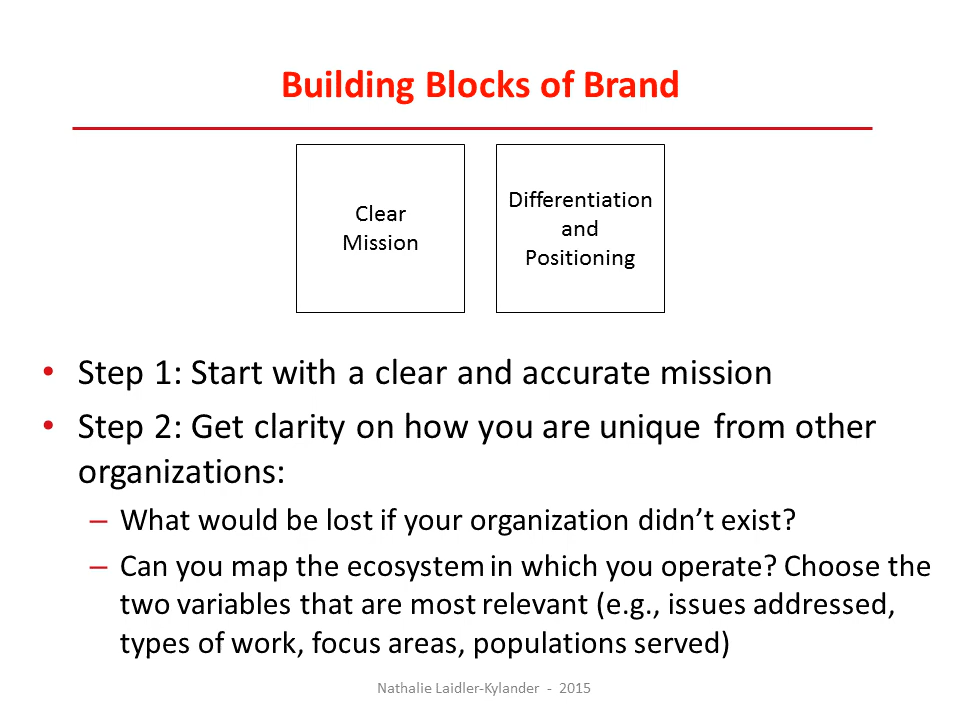 Building Blocks of Brand
Clear
Mission
Differentiation
and
Positioning
• Step 1: Start with a clear and accurate mission
• Step 2: Get clarity on how you are unique from other
organizations:
– What would be lost if your organization didn’t exist?
– Can you map the ecosystem in which you operate? Choose the
two variables that are most relevant (e.g., issues addressed,
types of work, focus areas, populations served)
Nathalie Laidler-Kylander - 2015